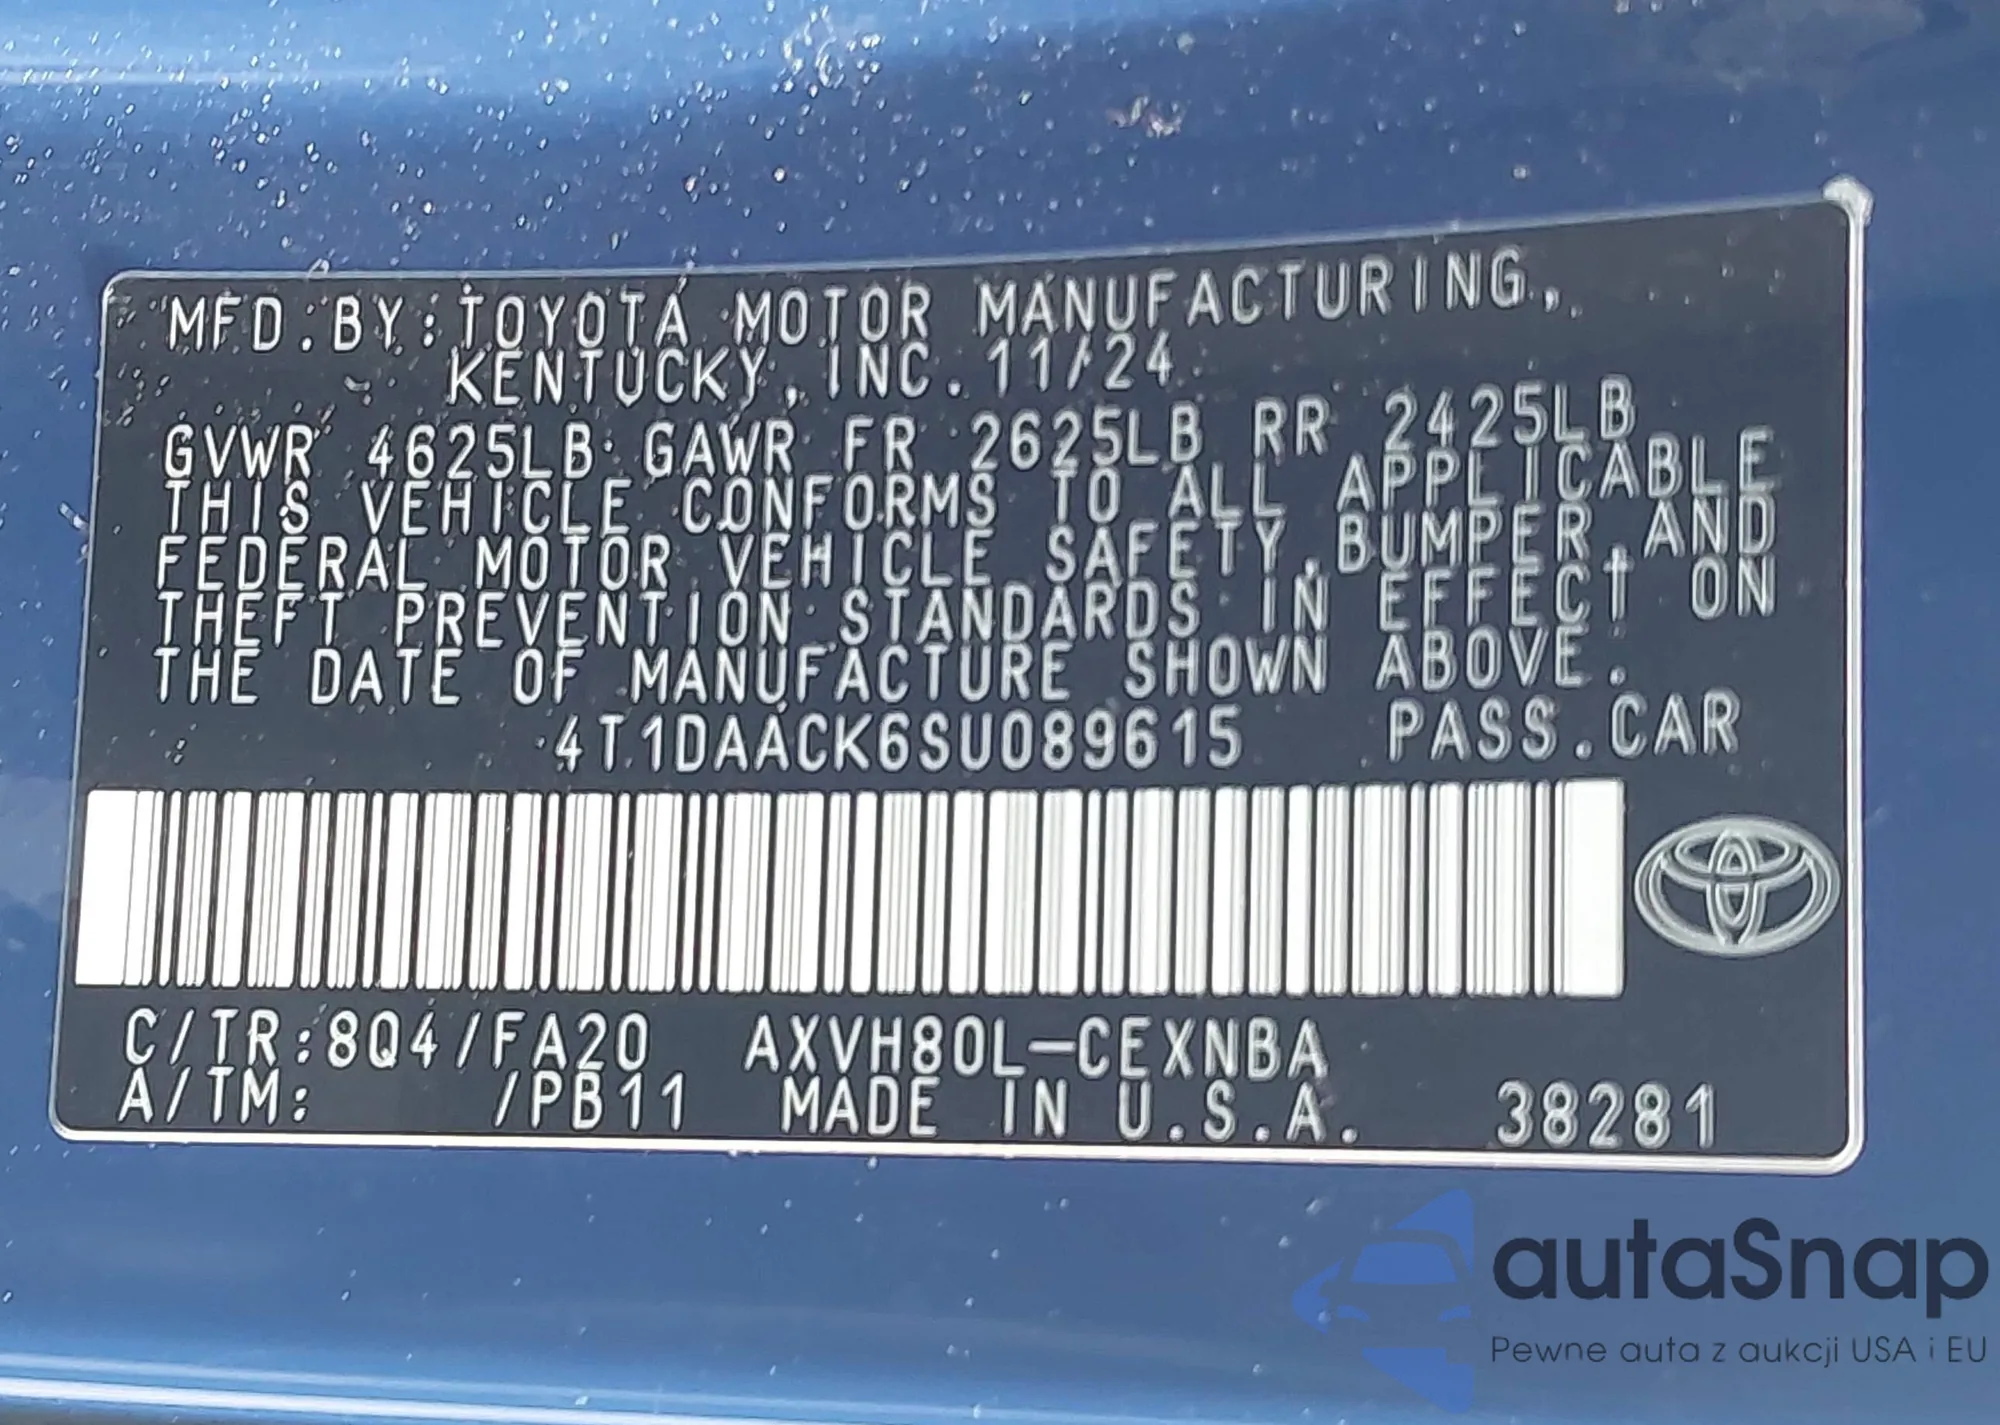 MFD.BY:TOYOTA MOTOR MANUFACTURING,
KENTUCKY, INC. 11/24
GVWR 4625LB GAWR FR 2625LB RR 2425LB
THIS VEHICLE CONFORMS TO ALL APPLICABLE
FEDERAL MOTOR VEHICLE SAFETY,BUMPER,AND
THEFT PREVENTION STANDARDS IN EFFECT ON
THE DATE OF MANUFACTURE SHOWN ABOVE.
4T1DAACK6SU089615 PASS.CAR
C/TR:8Q4/FA20 AXVH80L-CEXNBA
A/TM: /PB11 MADE IN U.S.A. 38281
autaSnap
Pewne auta z aukcji USA i EU